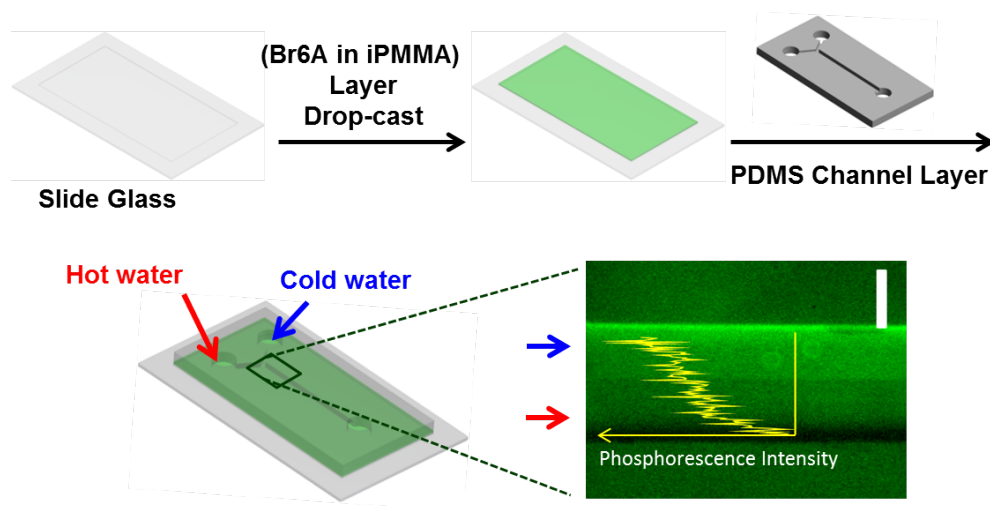 (Br6A in iPMMA)
Layer
Drop-cast
Slide Glass
PDMS Channel Layer
Hot water
Cold water
Phosphorescence Intensity